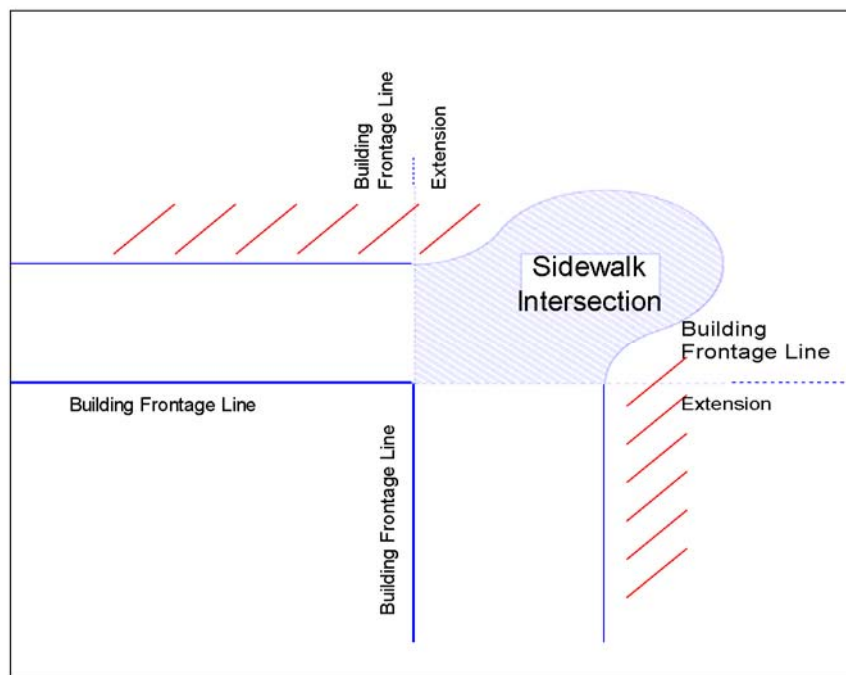 Building
Frontage Line
Extension
Sidewalk
Intersection
Building
Frontage Line
Extension
Building Frontage Line
Building Frontage Line